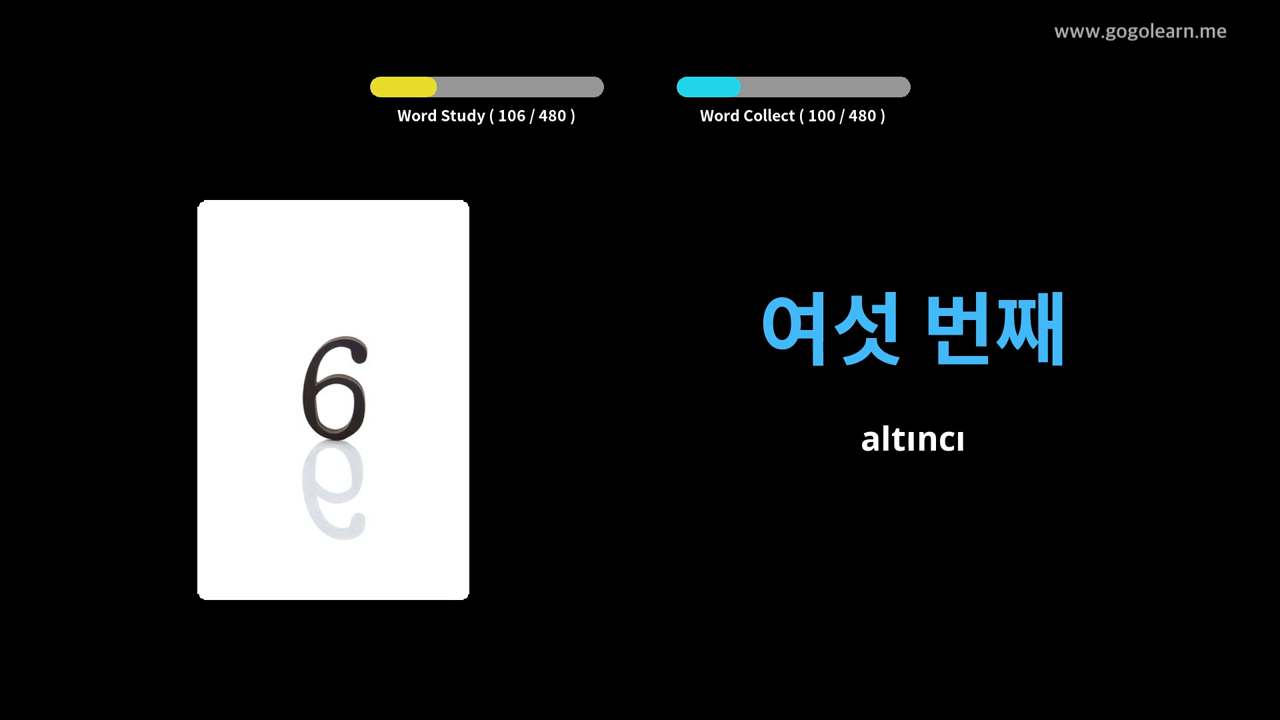 www.gogolearn.me
Word Study ( 106 / 480 )
Word Collect ( 100 / 480 )
6
여섯 번째
altıncı